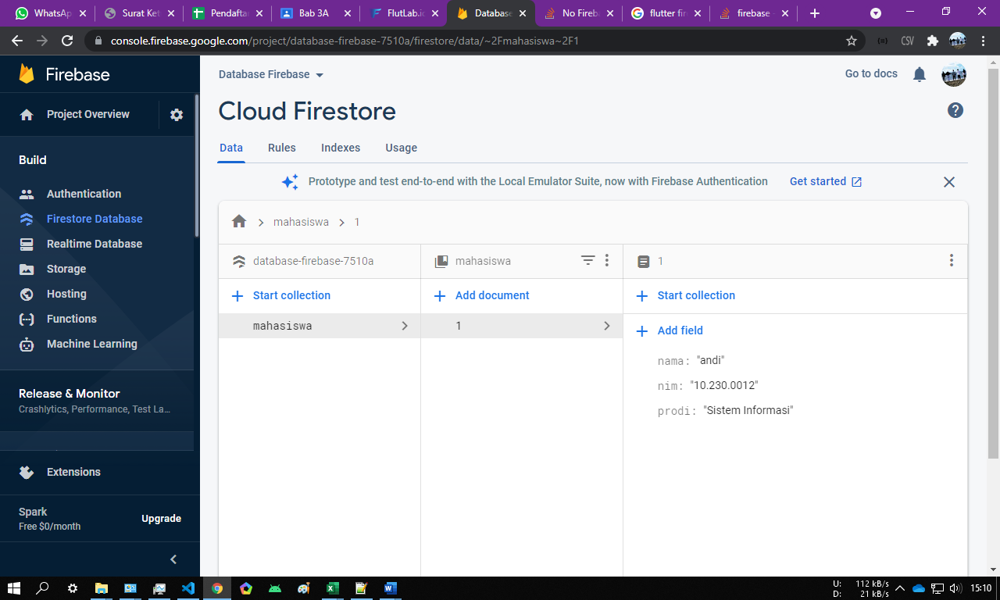 WhatsAp
Surat Ket
Pendafta
Bab 3A
FlutLab.i
Database
No Fireb
flutter fir
firebase
console.firebase.google.com/project/database-firebase-7510a/firestore/data/~2Fmahasiswa~2F1
CSV
Firebase
Project Overview
Build
Authentication
Firestore Database
Realtime Database
Storage
Hosting
Functions
Machine Learning
Release & Monitor
Crashlytics, Performance, Test La...
Extensions
Spark
Free $0/month
Upgrade
Database Firebase
Go to docs
Cloud Firestore
Data Rules Indexes Usage
Prototype and test end-to-end with the Local Emulator Suite, now with Firebase Authentication Get started
mahasiswa 1
database-firebase-7510a
Start collection
mahasiswa
mahasiswa
Add document
1
1
Start collection
Add field
nama: "andi"
nim: "10.230.0012"
prodi: "Sistem Informasi"
U: 112 kB/s
D: 21 kB/s
15:10